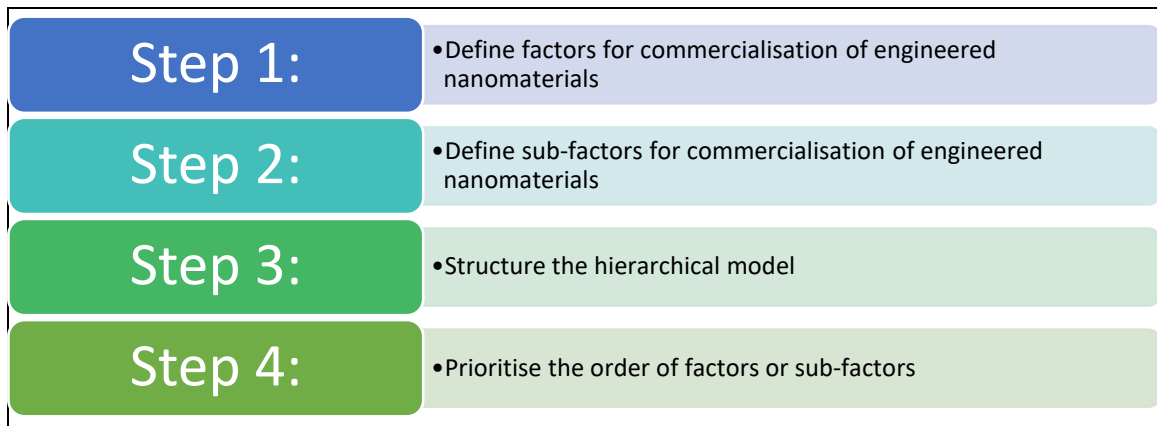 Step 1:
•Define factors for commercialisation of engineered
nanomaterials
Step 2:
•Define sub-factors for commercialisation of engineered
nanomaterials
Step 3:
•Structure the hierarchical model
Step 4:
•Prioritise the order of factors or sub-factors